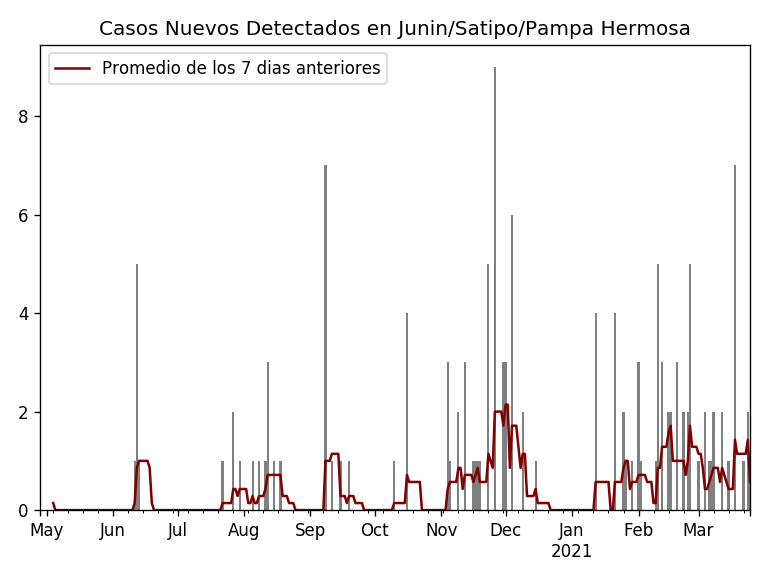 Casos Nuevos Detectados en Junin/Satipo/Pampa Hermosa
Promedio de los 7 dias anteriores
8
6
4
2
0
May Jun Jul Aug Sep Oct Nov Dec Jan Feb Mar
2021